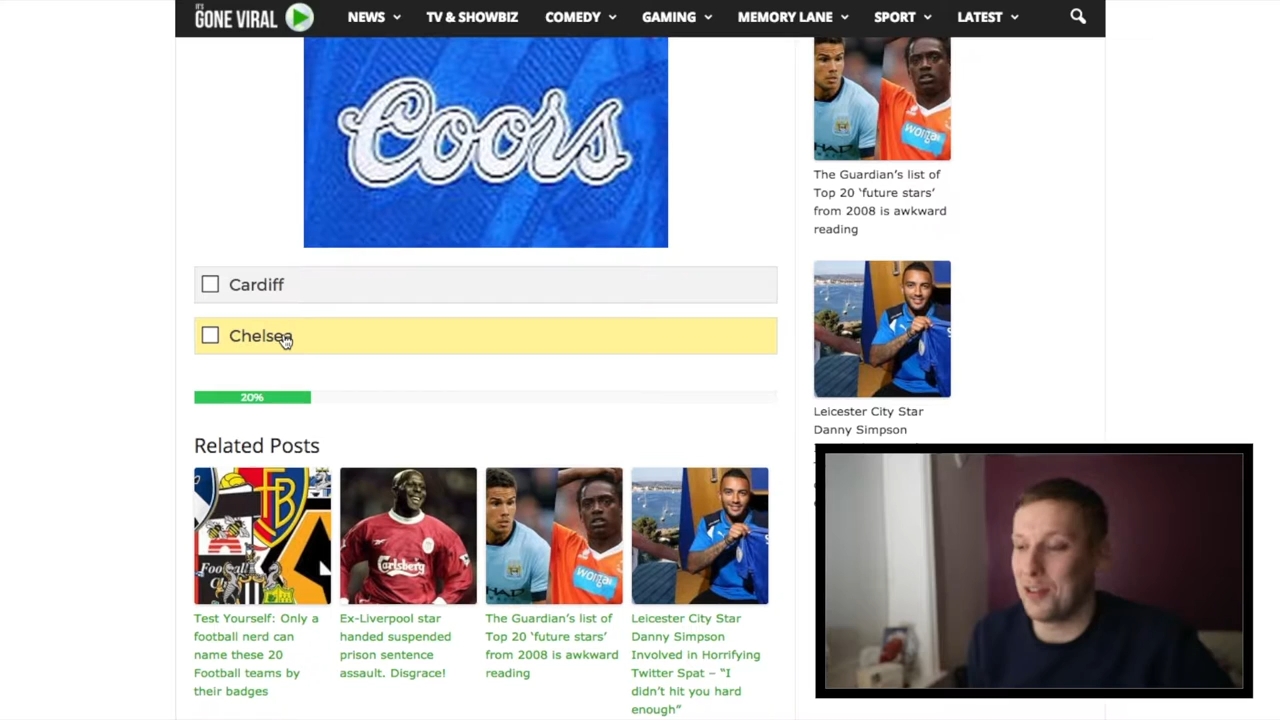 IT'S
GONE VIRAL
NEWS
TV & SHOWBIZ
COMEDY
GAMING
MEMORY LANE
SPORT
LATEST
Coors
Cardiff
Chelsea
20%
Related Posts
Carlsberg
wonga
Test Yourself: Only a
football nerd can
name these 20
Football teams by
their badges
Ex-Liverpool star
handed suspended
prison sentence
assault. Disgrace!
The Guardian's list of
Top 20 'future stars'
from 2008 is awkward
reading
Leicester City Star
Danny Simpson
Involved in Horrifying
Twitter Spat – "I
didn't hit you hard
enough"
wonga
The Guardian's list of
Top 20 'future stars'
from 2008 is awkward
reading
Leicester City Star
Danny Simpson